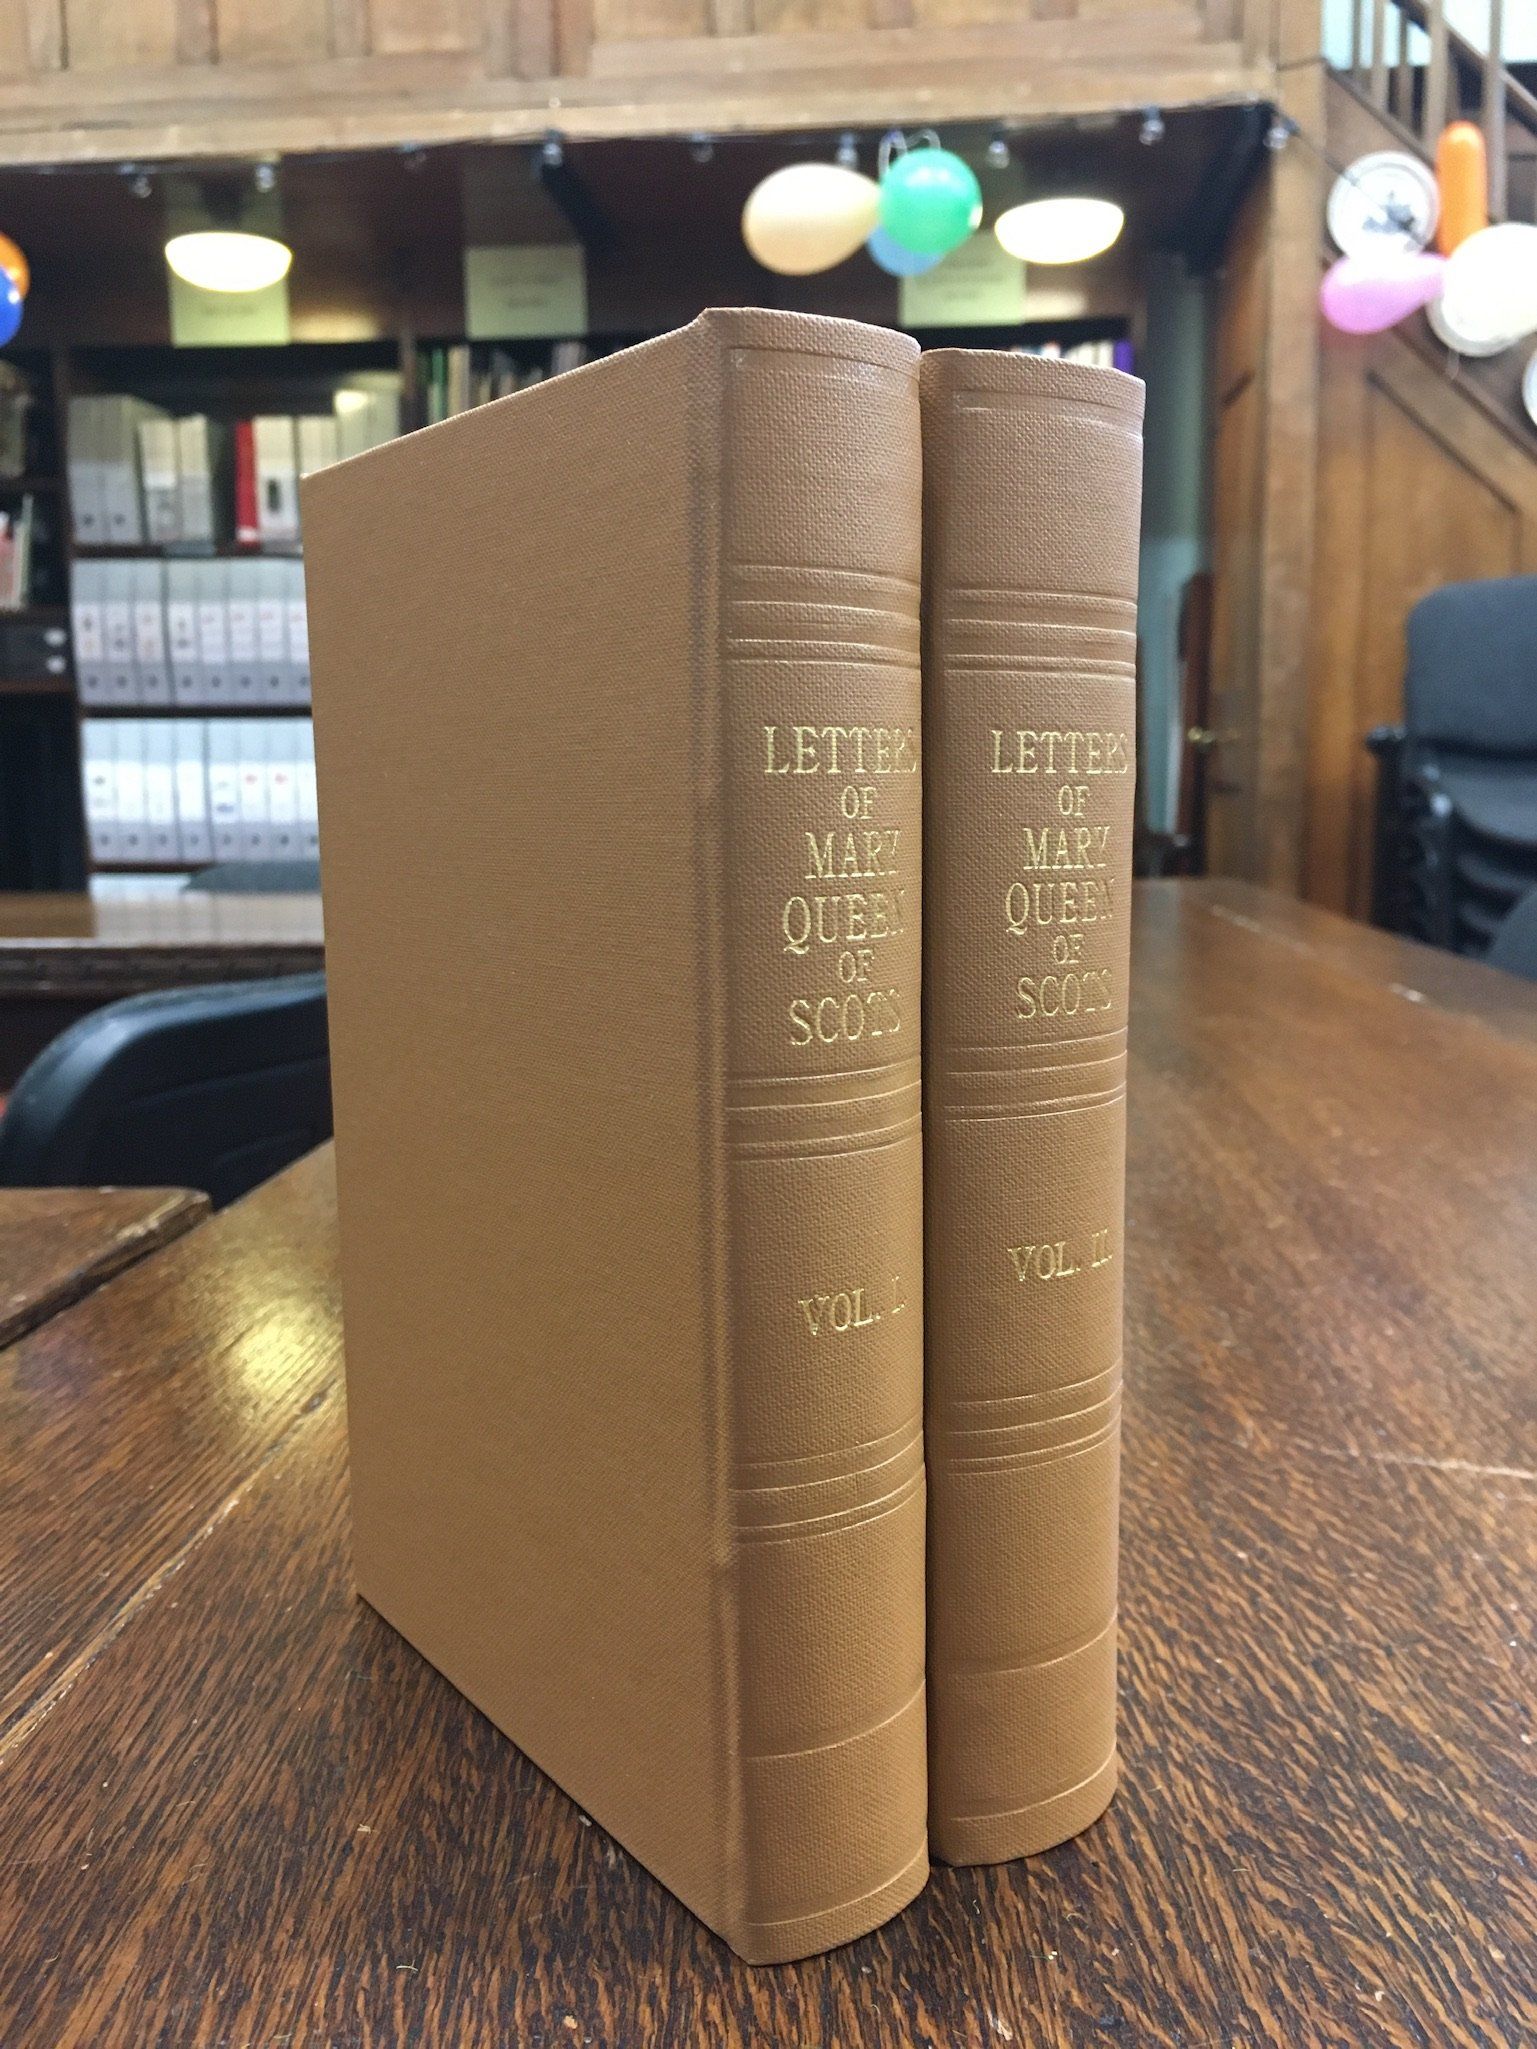 LETTERS
OF
MARY
QUEEN
OF
SCOTS
VOL. I.
LETTERS
OF
MARY
QUEEN
OF
SCOTS
VOL. II.